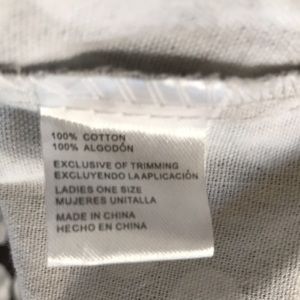 100% COTTON
100% ALGODÓN
EXCLUSIVE OF TRIMMING
EXCLUYENDO LA APLICACIÓN
LADIES ONE SIZE
MUJERES UNITALLA
MADE IN CHINA
HECHO EN CHINA